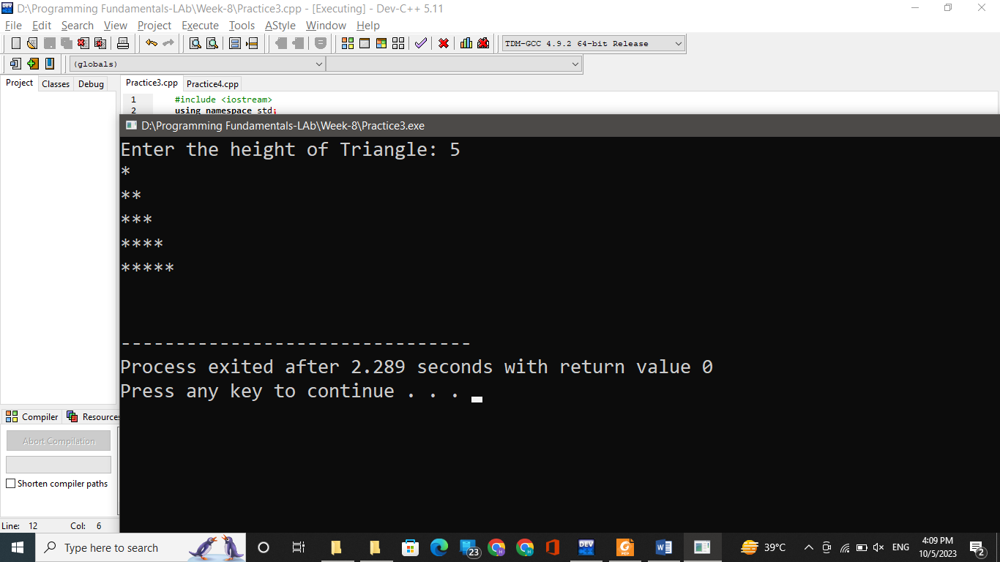 D:\Programming Fundamentals-LAb\Week-8\Practice3.cpp - [Executing] - Dev-C++ 5.11
File Edit Search View Project Execute Tools AStyle Window Help
TDM-GCC 4.9.2 64-bit Release
(globals)
Project Classes Debug
Practice3.cpp Practice4.cpp
1 #include <iostream>
2 using namespace std;
D:\Programming Fundamentals-LAb\Week-8\Practice3.exe
Enter the height of Triangle: 5
*
**
***
****
*****
--------------------------------
Process exited after 2.289 seconds with return value 0
Press any key to continue . . .
Compiler Resources
Abort Compilation
Shorten compiler paths
Line: 12 Col: 6
Type here to search
23
DEV
PDF
39°C
ENG
4:09 PM
10/5/2023
2